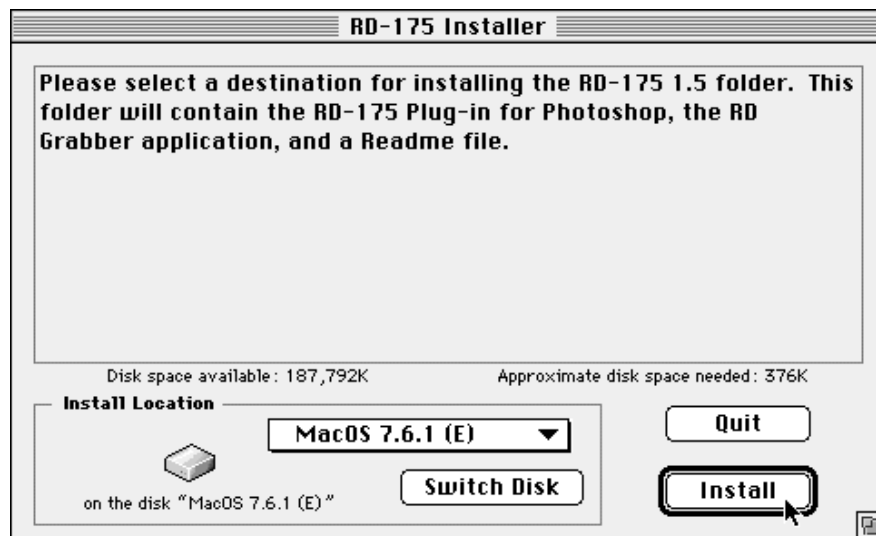 RD-175 Installer
Please select a destination for installing the RD-175 1.5 folder. This
folder will contain the RD-175 Plug-in for Photoshop, the RD
Grabber application, and a Readme file.
Disk space available: 187,792K Approximate disk space needed: 376K
Install Location
MacOS 7.6.1 (E)
Quit
on the disk "MacOS 7.6.1 (E)"
Switch Disk
Install